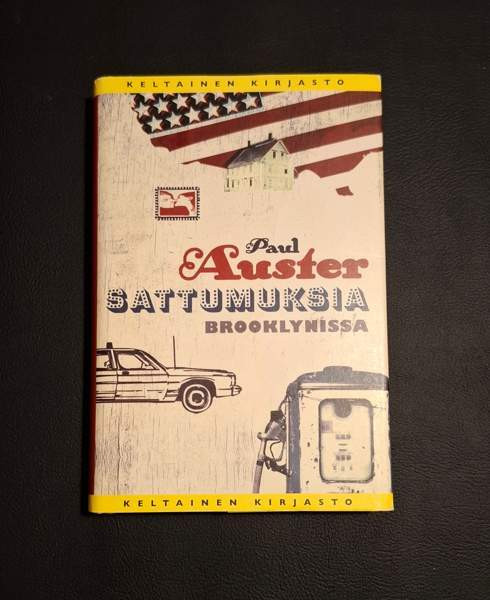 KELTAINEN KIRJASTO
Paul
Auster
SATTUMUKSIA
BROOKLYNISSA
KELTAINEN KIRJASTO